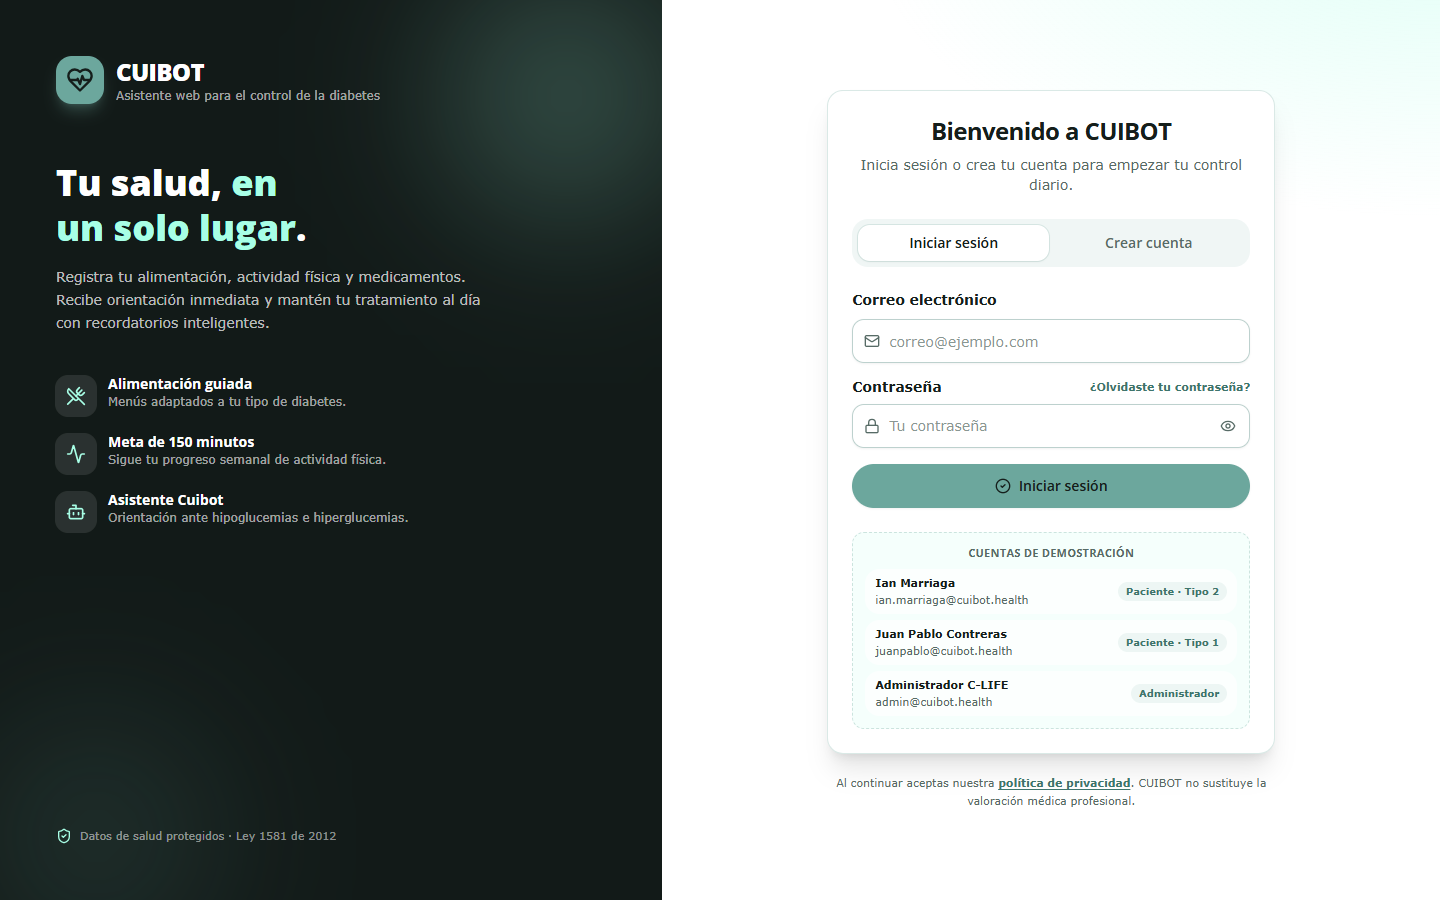 CUIBOT
Asistente web para el control de la diabetes
Tu salud, en
un solo lugar.
Registra tu alimentación, actividad física y medicamentos.
Recibe orientación inmediata y mantén tu tratamiento al día
con recordatorios inteligentes.
Alimentación guiada
Menús adaptados a tu tipo de diabetes.
Meta de 150 minutos
Sigue tu progreso semanal de actividad física.
Asistente Cuibot
Orientación ante hipoglucemias e hiperglucemias.
Datos de salud protegidos · Ley 1581 de 2012
Bienvenido a CUIBOT
Inicia sesión o crea tu cuenta para empezar tu control
diario.
Iniciar sesión
Crear cuenta
Correo electrónico
correo@ejemplo.com
Contraseña
¿Olvidaste tu contraseña?
Tu contraseña
Iniciar sesión
CUENTAS DE DEMOSTRACIÓN
Ian Marriaga
ian.marriaga@cuibot.health
Paciente · Tipo 2
Juan Pablo Contreras
juanpablo@cuibot.health
Paciente · Tipo 1
Administrador C-LIFE
admin@cuibot.health
Administrador
Al continuar aceptas nuestra política de privacidad. CUIBOT no sustituye la
valoración médica profesional.